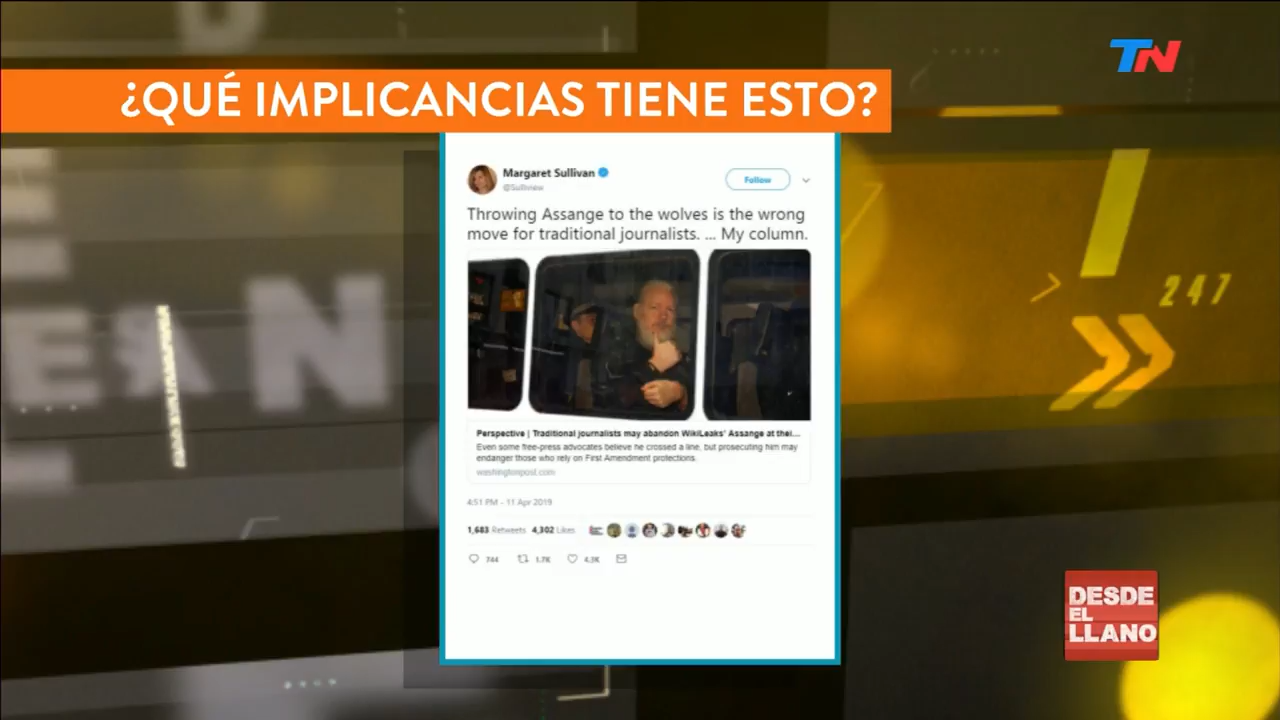 TN
¿QUÉ IMPLICANCIAS TIENE ESTO?
Margaret Sullivan
@Sulliview
Follow
Throwing Assange to the wolves is the wrong
move for traditional journalists. ... My column.
Perspective | Traditional journalists may abandon WikiLeaks' Assange at thei...
Even some free-press advocates believe he crossed a line, but prosecuting him may
endanger those who rely on First Amendment protections.
washingtonpost.com
4:51 PM - 11 Apr 2019
1,683 Retweets 4,302 Likes
744 1.7K 4.3K
247
N
DESDE
EL
LLANO